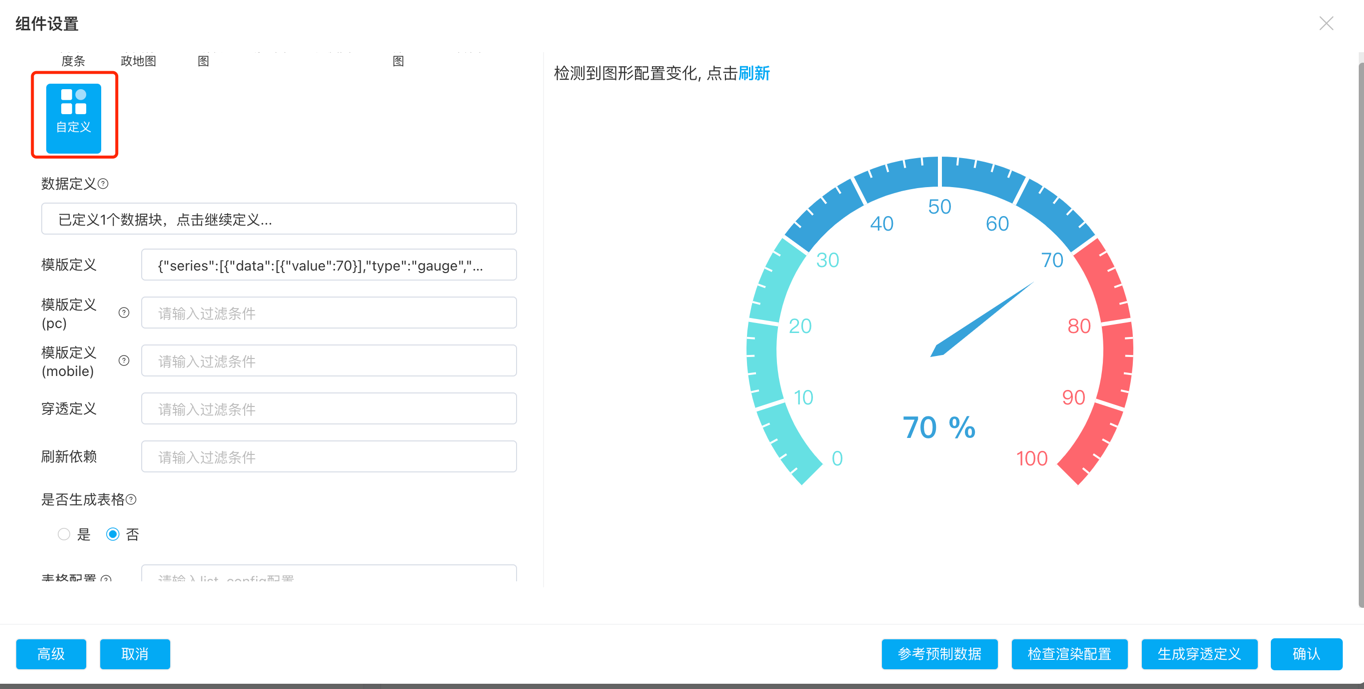 组件设置
度条
政地图
图
图
自定义
检测到图形配置变化, 点击刷新
数据定义?
已定义1个数据块，点击继续定义...
模版定义
{"series":[{"data":[{"value":70}],"type":"gauge","...
模版定义
(pc)
?
请输入过滤条件
模版定义
(mobile)
?
请输入过滤条件
穿透定义
请输入过滤条件
刷新依赖
请输入过滤条件
是否生成表格?
是
否
表格配置?
请输入list_config配置
0
10
20
30
40
50
60
70
80
90
100
70 %
高级
取消
参考预制数据
检查渲染配置
生成穿透定义
确认